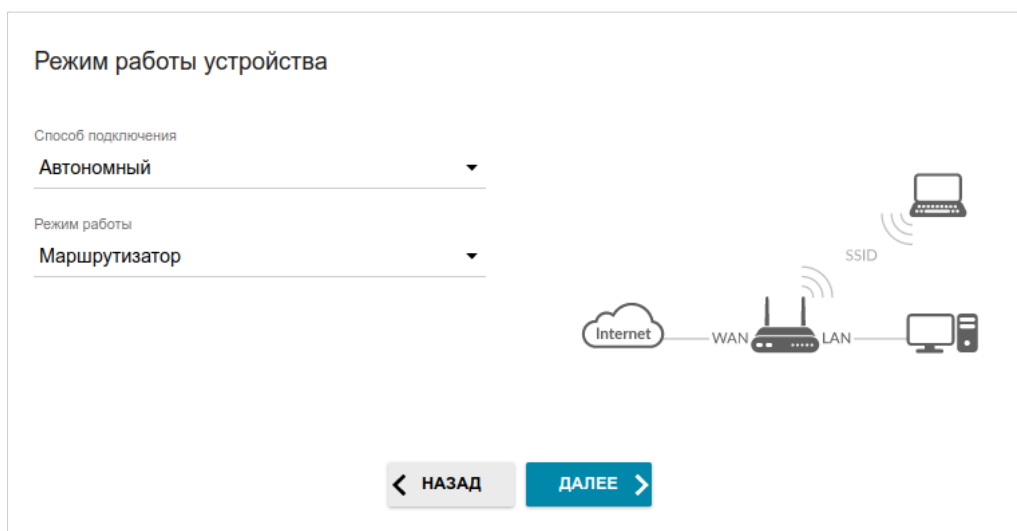 Режим работы устройства
Способ подключения
Автономный
Режим работы
Маршрутизатор
SSID
Internet
WAN
LAN
НАЗАД
ДАЛЕЕ